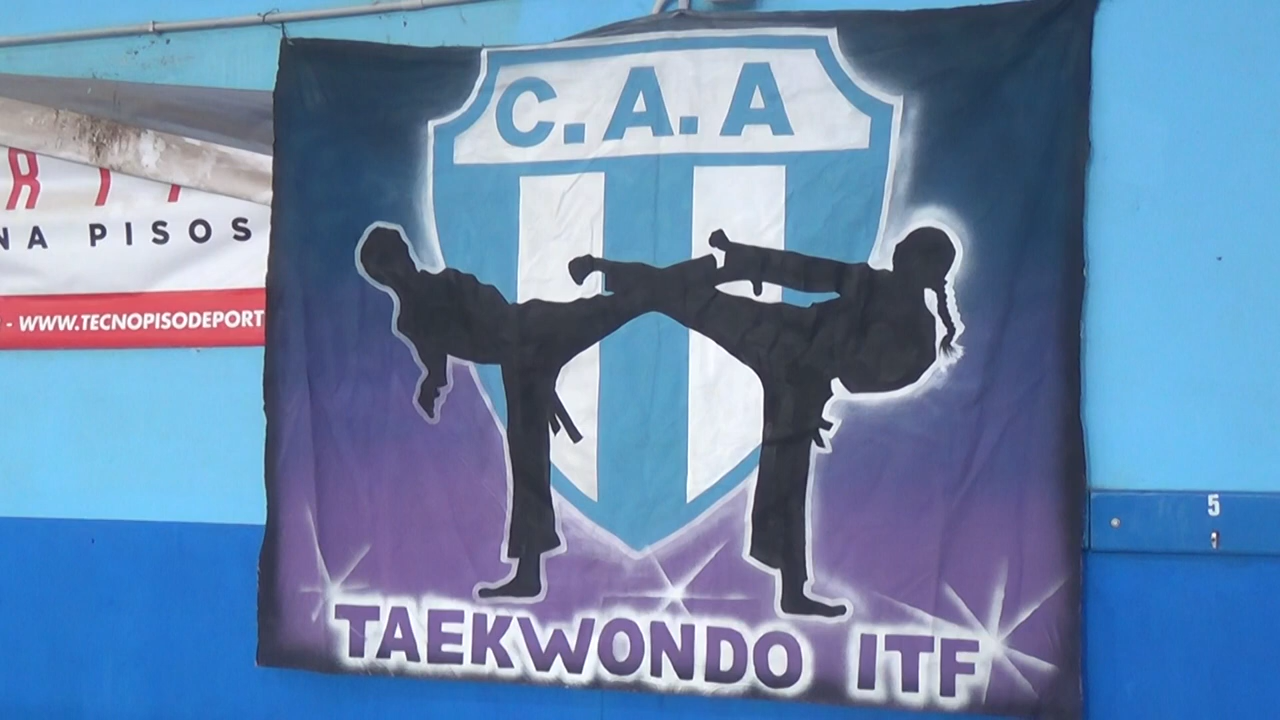 C.A.A
NA PISOS
- WWW.TECNOPISODEPORT
5
TAEKWONDO ITF